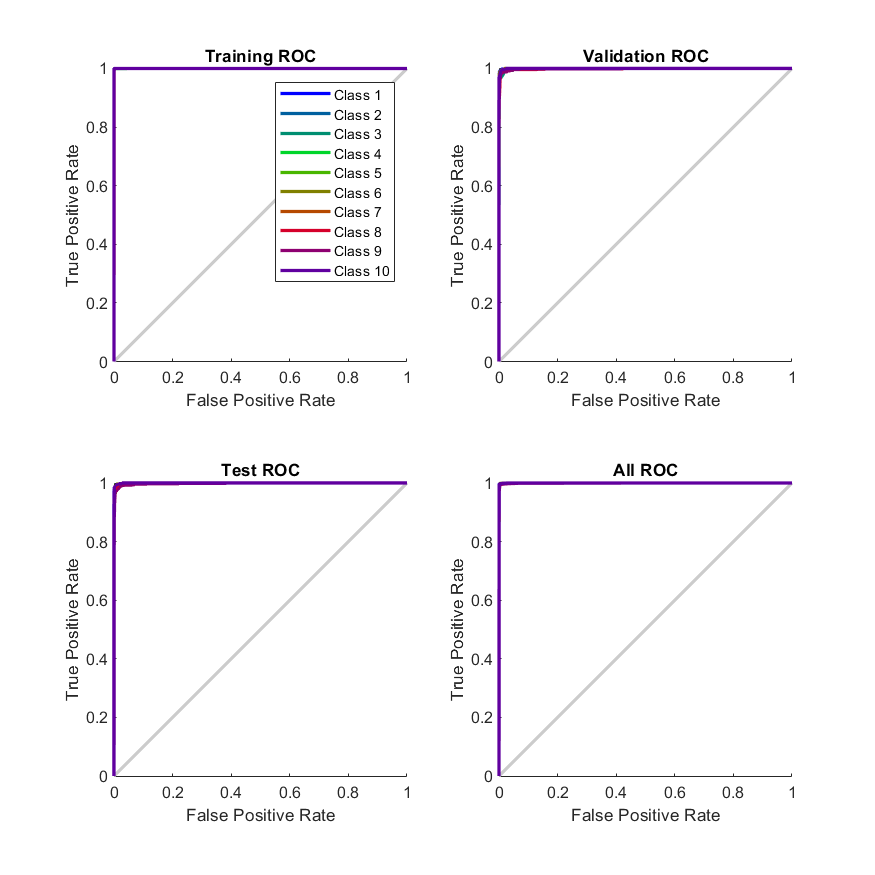 Training ROC
1
0.8
0.6
0.4
0.2
0
True Positive Rate
Class 1
Class 2
Class 3
Class 4
Class 5
Class 6
Class 7
Class 8
Class 9
Class 10
0 0.2 0.4 0.6 0.8 1
False Positive Rate
Validation ROC
1
0.8
0.6
0.4
0.2
0
True Positive Rate
0 0.2 0.4 0.6 0.8 1
False Positive Rate
Test ROC
1
0.8
0.6
0.4
0.2
0
True Positive Rate
0 0.2 0.4 0.6 0.8 1
False Positive Rate
All ROC
1
0.8
0.6
0.4
0.2
0
True Positive Rate
0 0.2 0.4 0.6 0.8 1
False Positive Rate